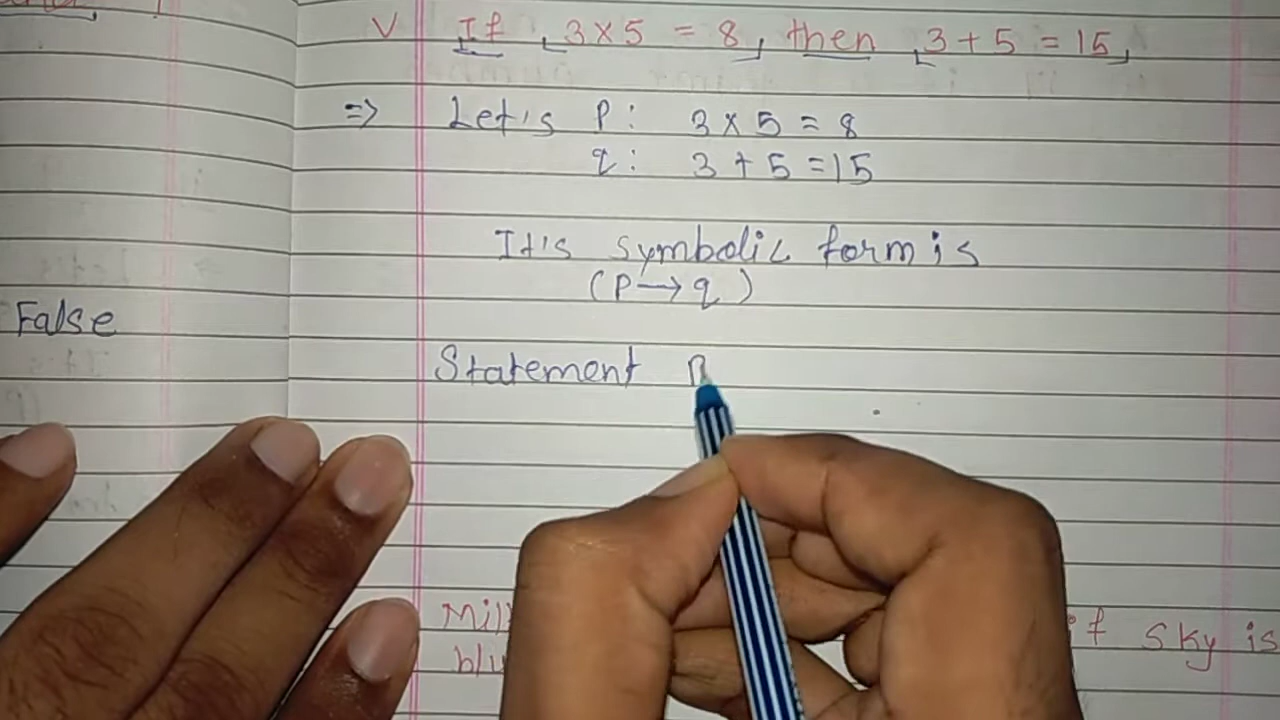 V If 3×5 = 8, then 3+5 = 15,
=> Let's P: 3×5 = 8
q: 3+5=15
It's symbolic form is
(P→q)
False
Statement
if sky is